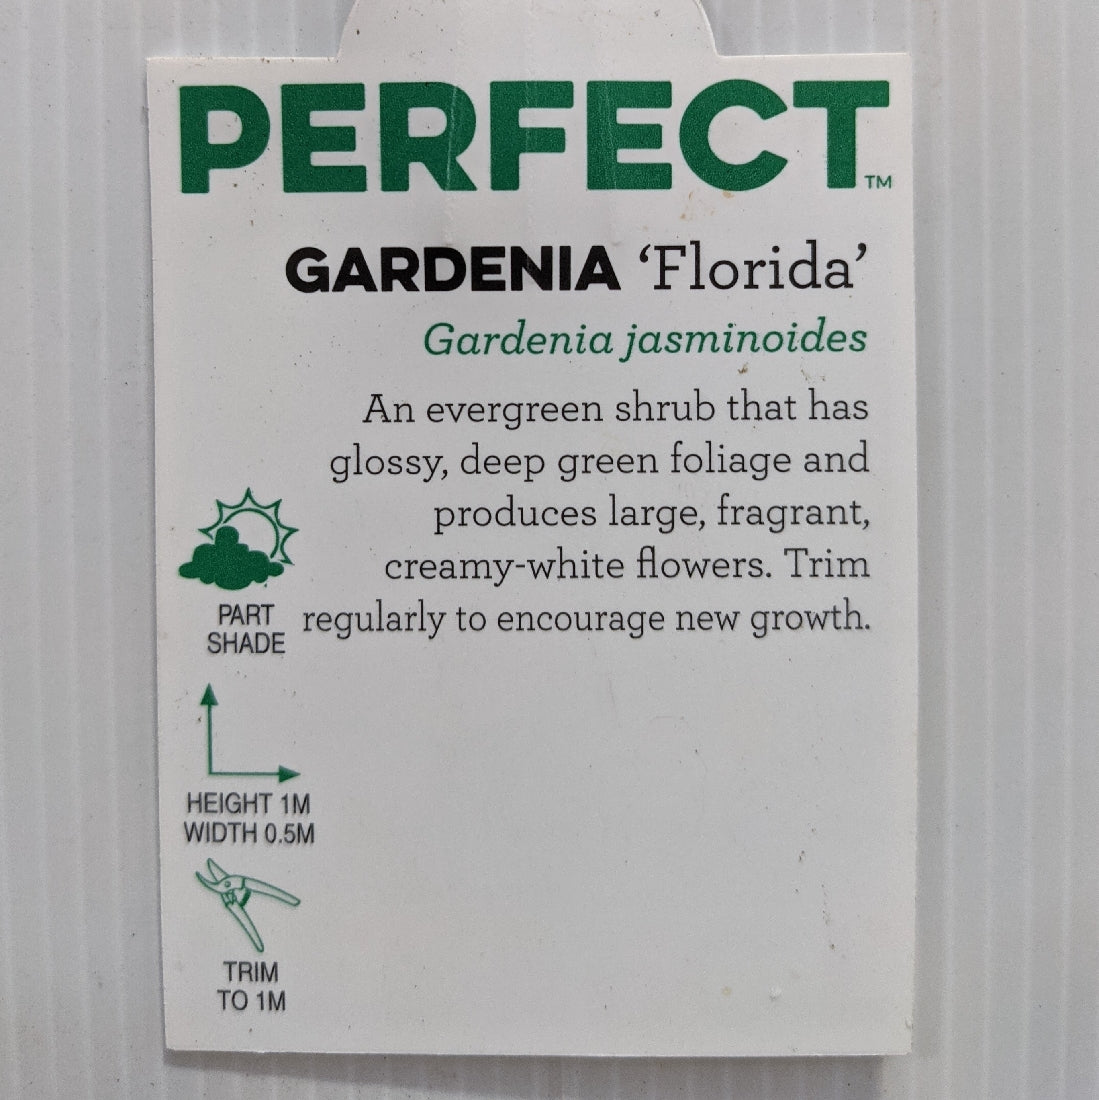 PERFECT™
GARDENIA ‘Florida’
Gardenia jasminoides
An evergreen shrub that has
glossy, deep green foliage and
produces large, fragrant,
creamy-white flowers. Trim
regularly to encourage new growth.
PART
SHADE
HEIGHT 1M
WIDTH 0.5M
TRIM
TO 1M